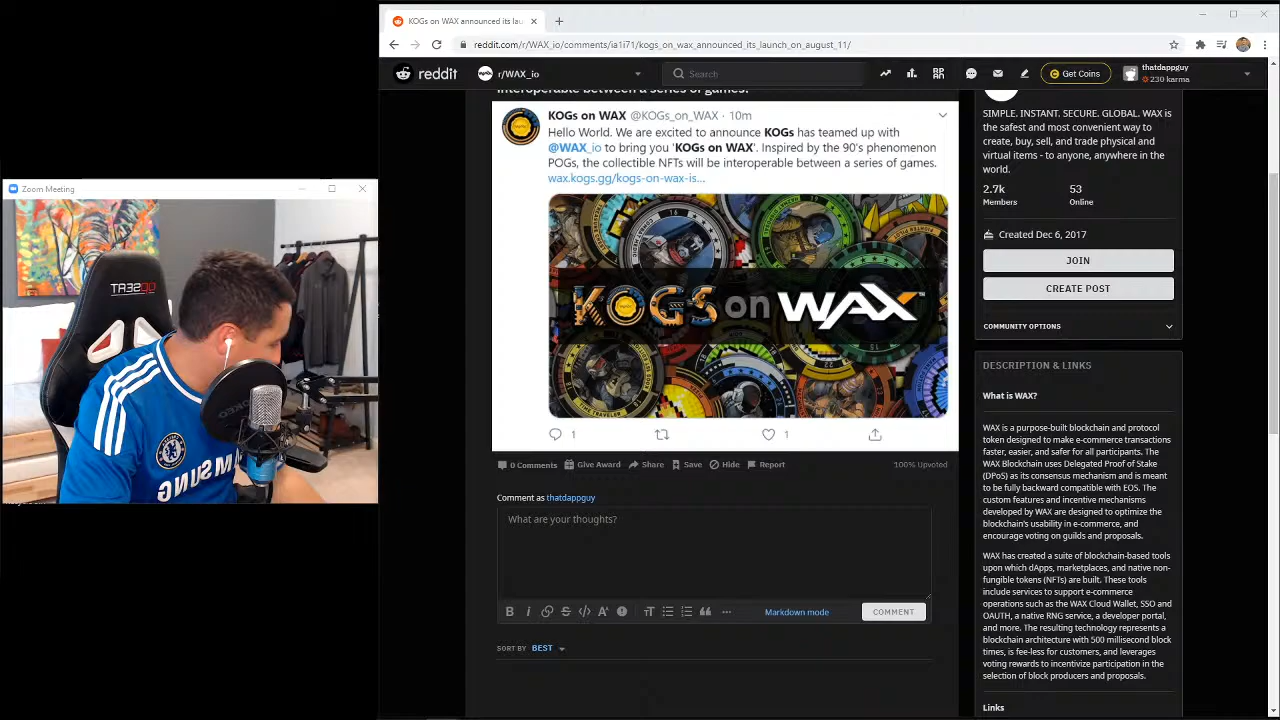 KOGs on WAX announced its lau
reddit.com/r/WAX_io/comments/ia1i71/kogs_on_wax_announced_its_launch_on_august_11/
reddit
r/WAX_io
Search
Get Coins
thatdappguy
230 karma
interoperable between a series of games!
KOGs on WAX @KOGs_on_WAX · 10m
Hello World. We are excited to announce KOGs has teamed up with
@WAX_io to bring you 'KOGs on WAX'. Inspired by the 90's phenomenon
POGs, the collectible NFTs will be interoperable between a series of games.
wax.kogs.gg/kogs-on-wax-is...
KOGS on WAX
TIME TRAVELER
1
1
0 Comments Give Award Share Save Hide Report
100% Upvoted
Comment as thatdappguy
What are your thoughts?
Markdown mode
COMMENT
SORT BY BEST
SIMPLE. INSTANT. SECURE. GLOBAL. WAX is
the safest and most convenient way to
create, buy, sell, and trade physical and
virtual items - to anyone, anywhere in the
world.
2.7k
Members
53
Online
Created Dec 6, 2017
JOIN
CREATE POST
COMMUNITY OPTIONS
DESCRIPTION & LINKS
What is WAX?
WAX is a purpose-built blockchain and protocol
token designed to make e-commerce transactions
faster, easier, and safer for all participants. The
WAX Blockchain uses Delegated Proof of Stake
(DPoS) as its consensus mechanism and is meant
to be fully backward compatible with EOS. The
custom features and incentive mechanisms
developed by WAX are designed to optimize the
blockchain's usability in e-commerce, and
encourage voting on guilds and proposals.
WAX has created a suite of blockchain-based tools
upon which dApps, marketplaces, and native non-
fungible tokens (NFTs) are built. These tools
include services to support e-commerce
operations such as the WAX Cloud Wallet, SSO and
OAUTH, a native RNG service, a developer portal,
and more. The resulting technology represents a
blockchain architecture with 500 millisecond block
times, is fee-less for customers, and leverages
voting rewards to incentivize participation in the
selection of block producers and proposals.
Links
Zoom Meeting
SAMSUNG